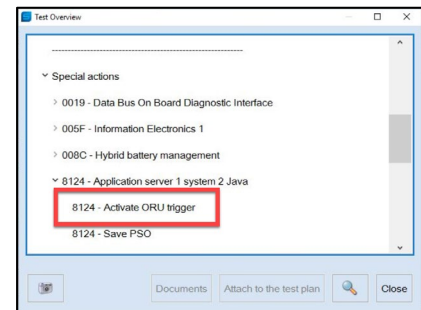 Test Overview
------------------------------------------------------------
Special actions
0019 - Data Bus On Board Diagnostic Interface
005F - Information Electronics 1
008C - Hybrid battery management
8124 - Application server 1 system 2 Java
8124 - Activate ORU trigger
8124 - Save PSO
Documents
Attach to the test plan
Close